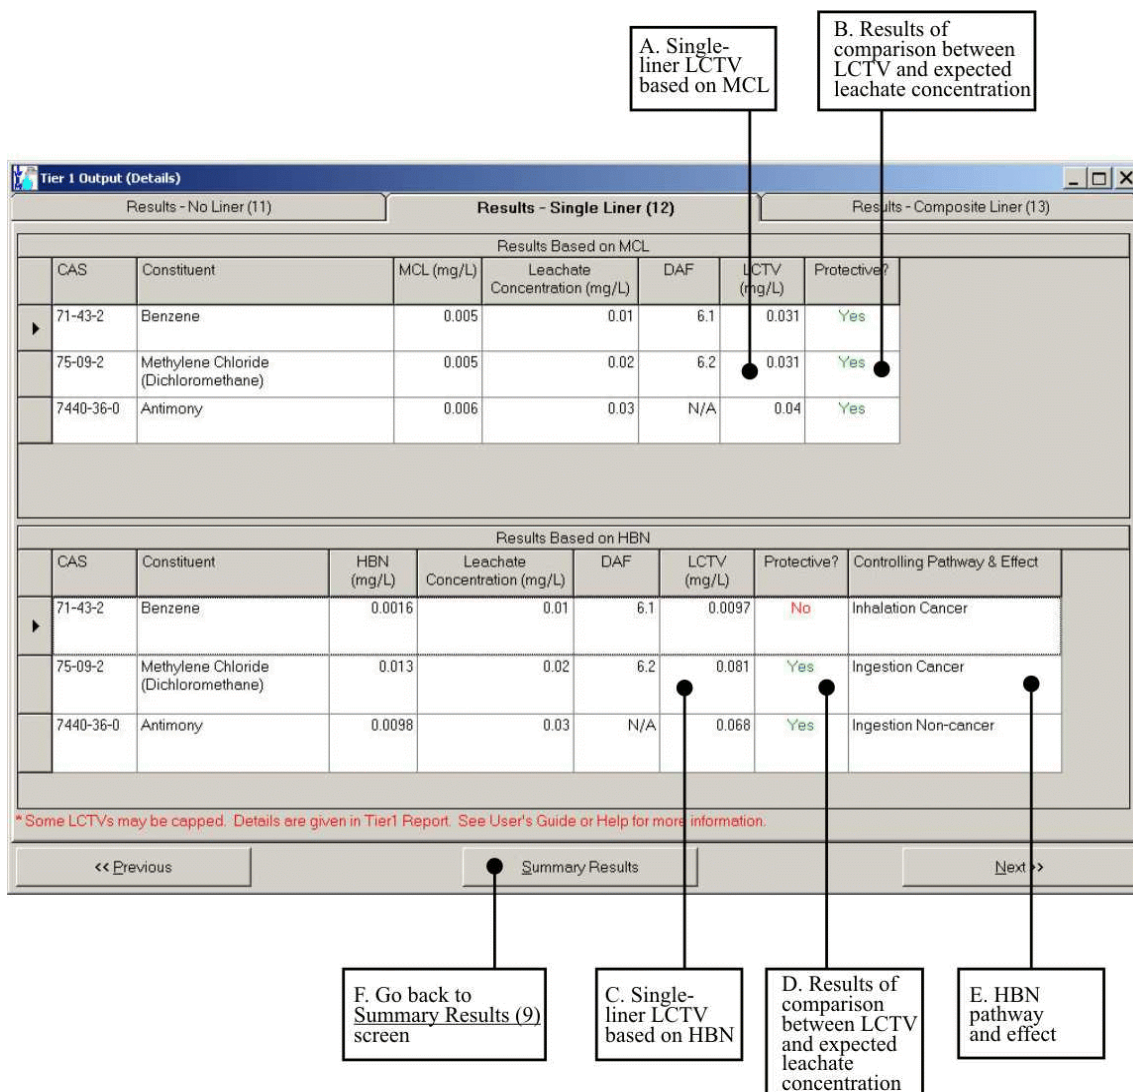 A. Single-
liner LCTV
based on MCL
B. Results of
comparison between
LCTV and expected
leachate concentration
Tier 1 Output (Details)
Results - No Liner (11)
Results - Single Liner (12)
Results - Composite Liner (13)
Results Based on MCL
CAS Constituent MCL (mg/L) Leachate Concentration (mg/L) DAF LCTV (mg/L) Protective?
71-43-2 Benzene 0.005 0.01 6.1 0.031 Yes
75-09-2 Methylene Chloride (Dichloromethane) 0.005 0.02 6.2 0.031 Yes
7440-36-0 Antimony 0.006 0.03 N/A 0.04 Yes
Results Based on HBN
CAS Constituent HBN (mg/L) Leachate Concentration (mg/L) DAF LCTV (mg/L) Protective? Controlling Pathway & Effect
71-43-2 Benzene 0.0016 0.01 6.1 0.0097 No Inhalation Cancer
75-09-2 Methylene Chloride (Dichloromethane) 0.013 0.02 6.2 0.081 Yes Ingestion Cancer
7440-36-0 Antimony 0.0098 0.03 N/A 0.068 Yes Ingestion Non-cancer
* Some LCTVs may be capped. Details are given in Tier1 Report. See User's Guide or Help for more information.
<< Previous
Summary Results
Next >>
F. Go back to
Summary Results (9)
screen
C. Single-
liner LCTV
based on HBN
D. Results of
comparison
between LCTV
and expected
leachate
concentration
E. HBN
pathway
and effect